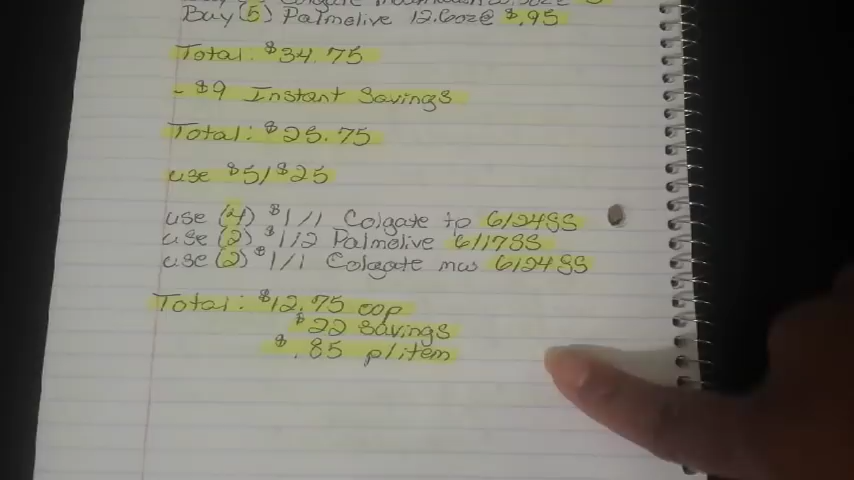 Buy (5) Palmolive 12.6oz@ $.95
Total: $34.75
- $9 Instant Savings
Total: $25.75
use $5/$25
use (4) $1/1 Colgate tp 6/24SS
use (2) $1/2 Palmolive 6/17SS
use (2) $1/1 Colgate mw 6/24SS
Total: $12.75 oop
$22 savings
$.85 p/item